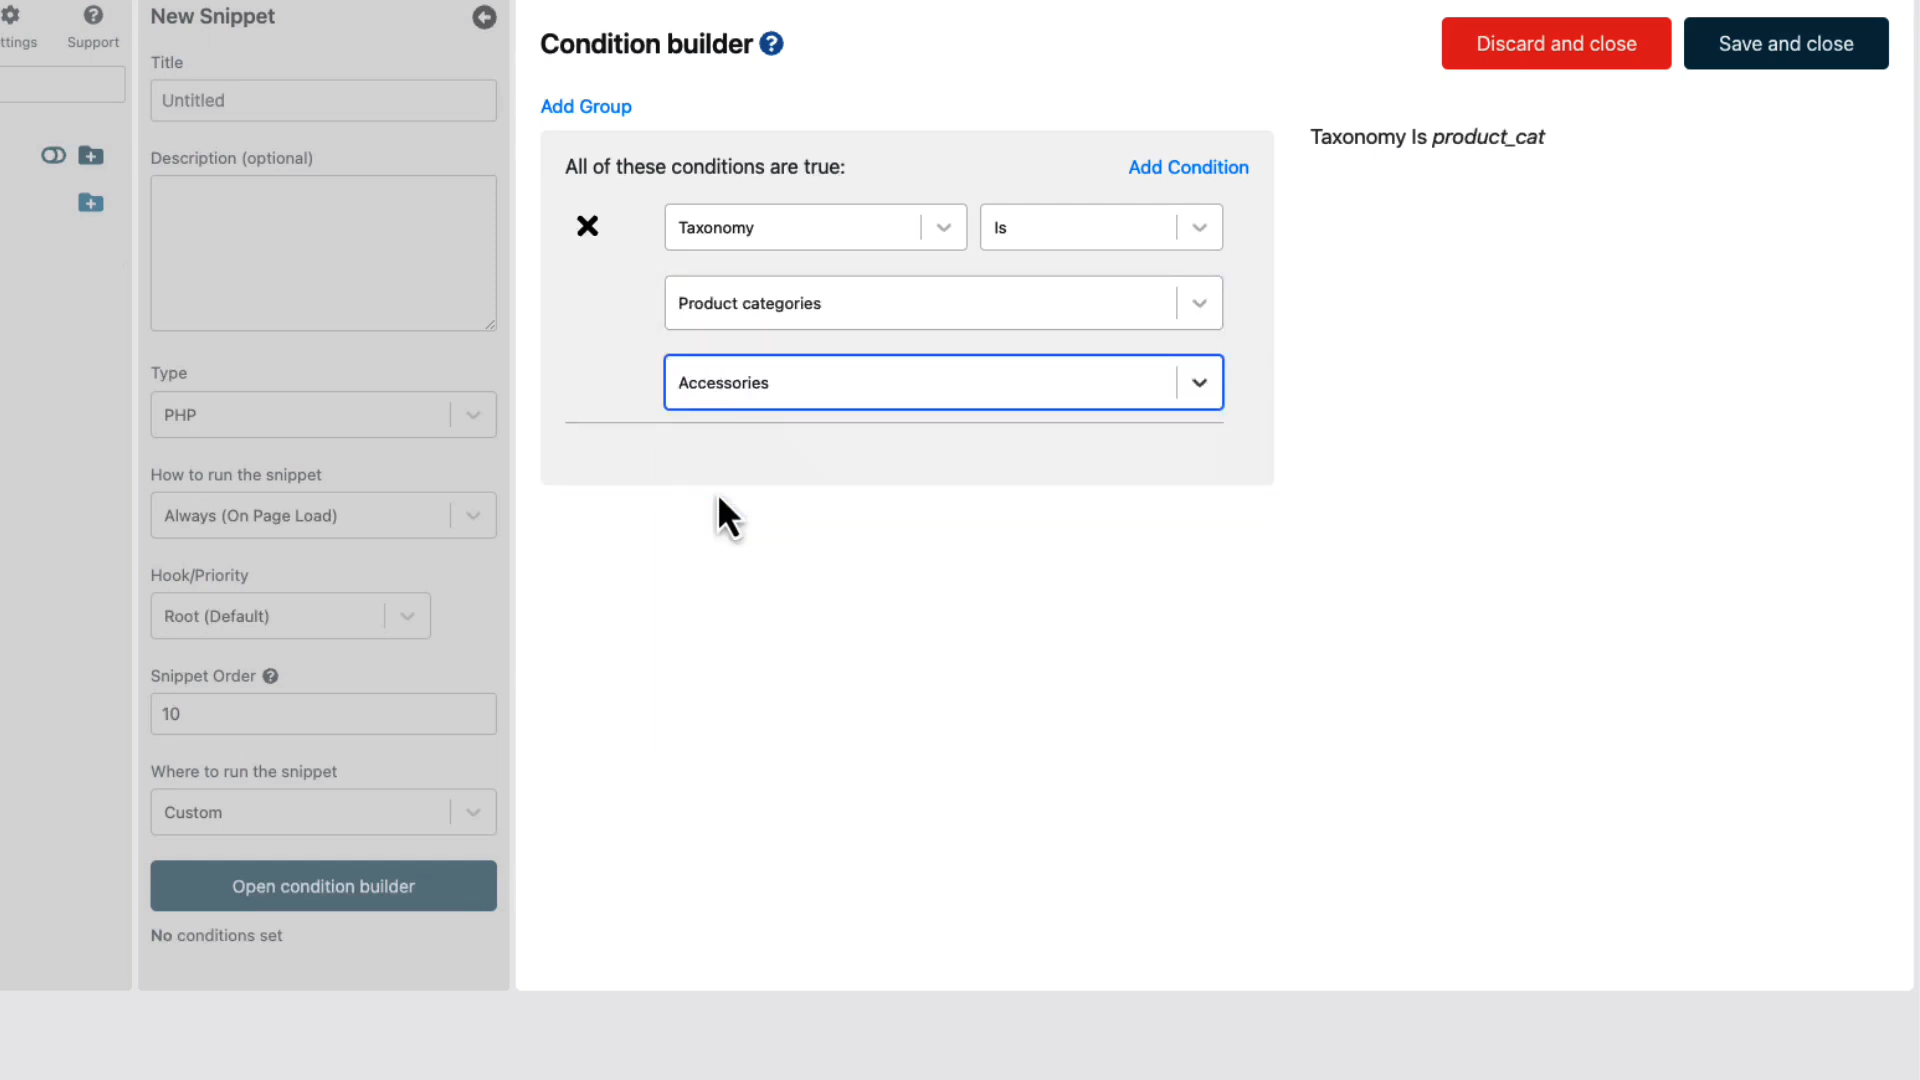 ttings
Support
New Snippet
Title
Untitled
Description (optional)
Type
PHP
How to run the snippet
Always (On Page Load)
Hook/Priority
Root (Default)
Snippet Order
10
Where to run the snippet
Custom
Open condition builder
No conditions set
Condition builder
Discard and close
Save and close
Add Group
All of these conditions are true:
Add Condition
Taxonomy
Is
Product categories
Accessories
Taxonomy Is product_cat